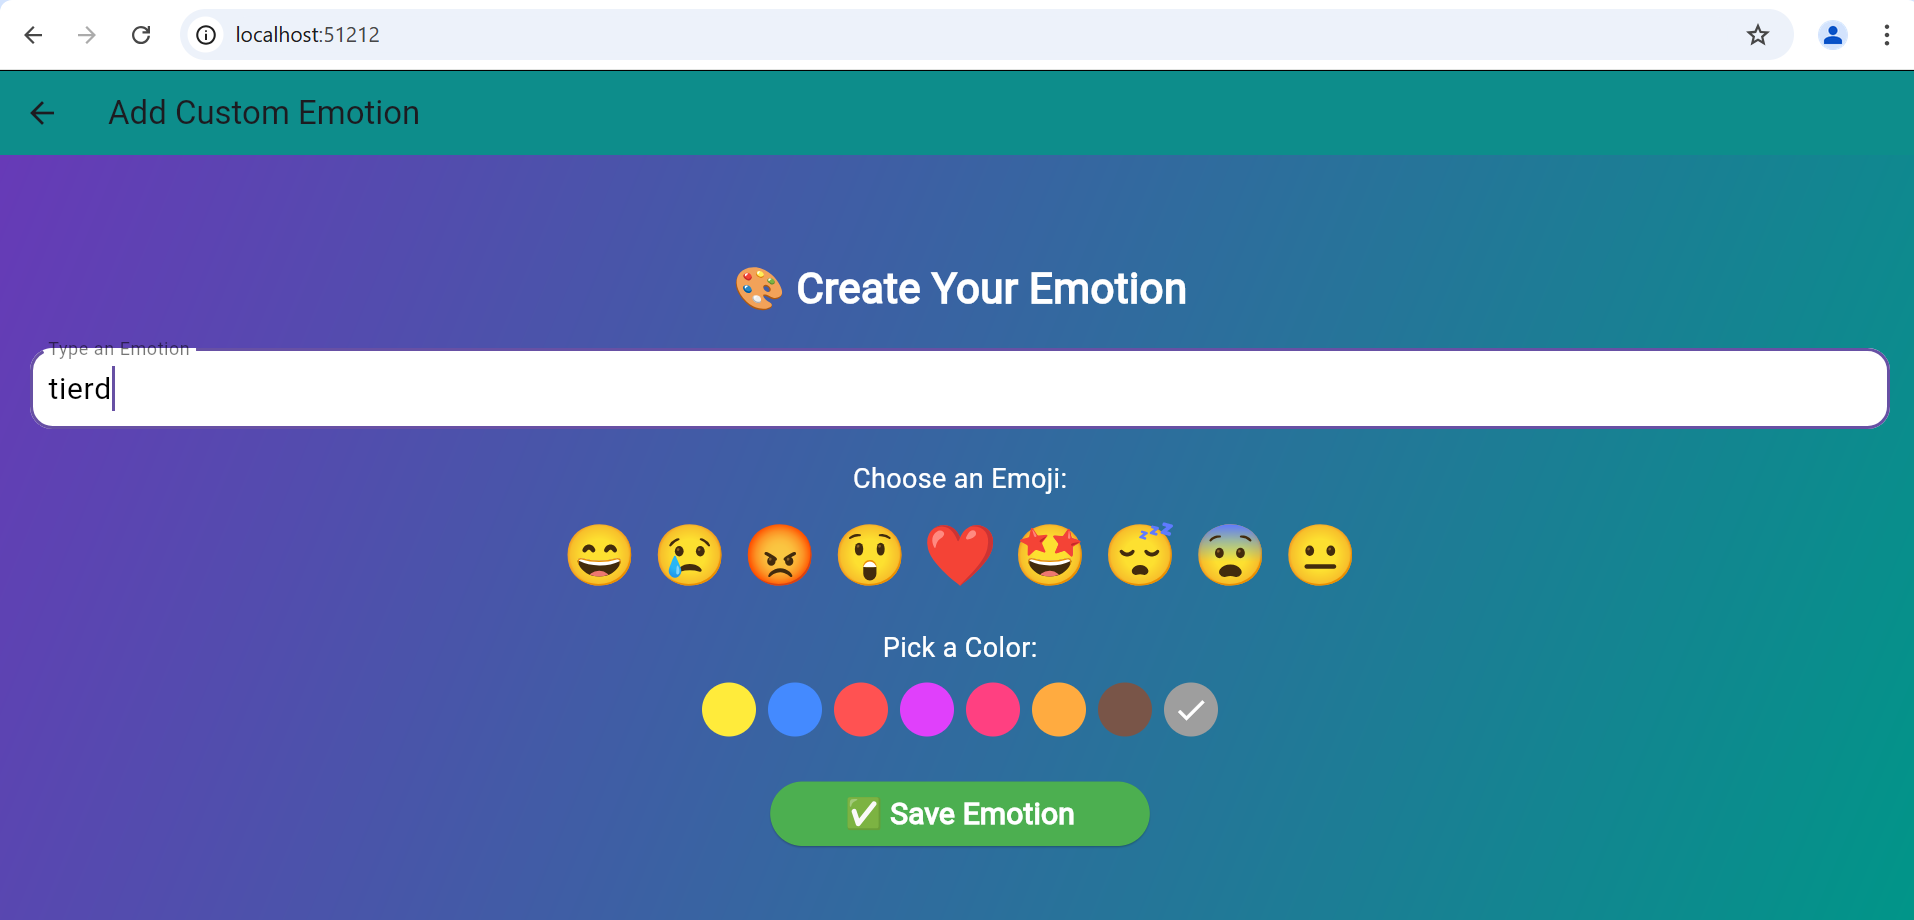 localhost:51212
Add Custom Emotion
🎨 Create Your Emotion
Type an Emotion
tierd
Choose an Emoji:
Pick a Color:
✅ Save Emotion